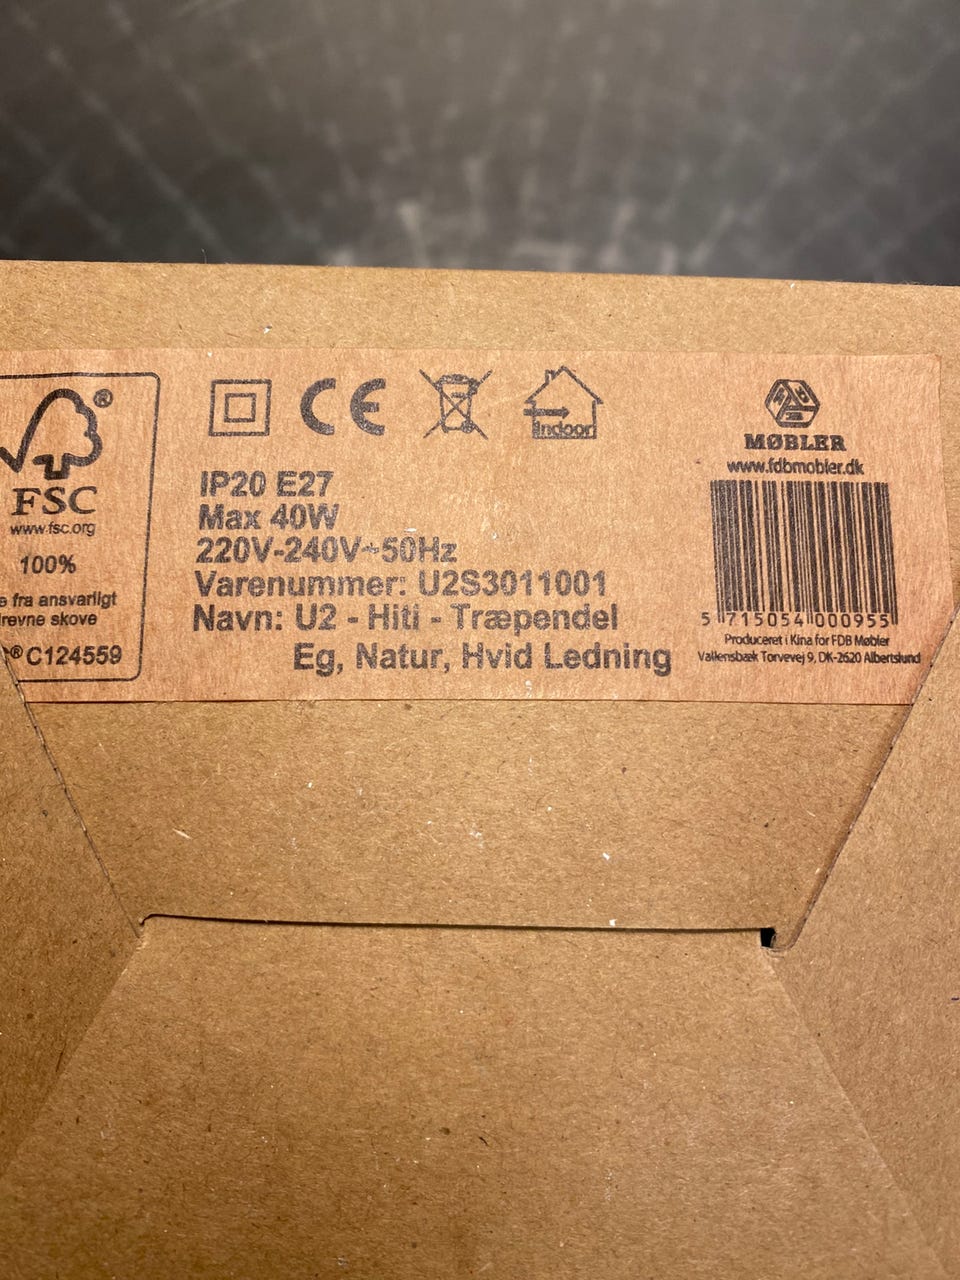 ®
FSC
www.fsc.org
100%
fra ansvarligt
skove
® C124559
CE
Indoor
IP20 E27
Max 40W
220V-240V~50Hz
Varenummer: U2S3011001
Navn: U2 - Hiti - Træpendel
Eg, Natur, Hvid Ledning
FDB
MØBLER
www.fdbmobler.dk
5 715054 000955
Produceret i Kina for FDB Møbler
Vallensbæk Torvevej 9, DK-2620 Albertslund